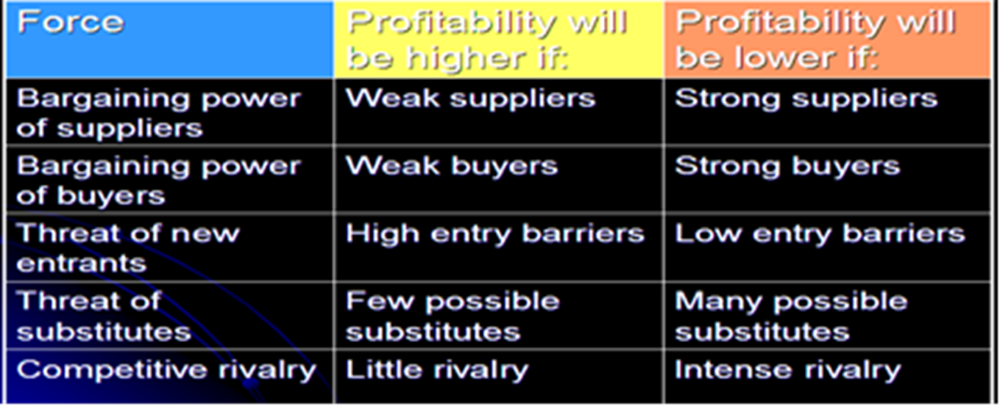 Force
Profitability will
be higher if:
Profitability will
be lower if:
Bargaining power
of suppliers
Weak suppliers
Strong suppliers
Bargaining power
of buyers
Weak buyers
Strong buyers
Threat of new
entrants
High entry barriers
Low entry barriers
Threat of
substitutes
Few possible
substitutes
Many possible
substitutes
Competitive rivalry
Little rivalry
Intense rivalry